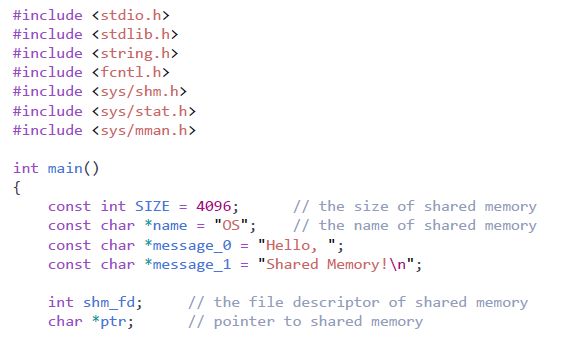 #include <stdio.h>
#include <stdlib.h>
#include <string.h>
#include <fcntl.h>
#include <sys/shm.h>
#include <sys/stat.h>
#include <sys/mman.h>

int main()
{
    const int SIZE = 4096;      // the size of shared memory
    const char *name = "OS";    // the name of shared memory
    const char *message_0 = "Hello, ";
    const char *message_1 = "Shared Memory!\n";

    int shm_fd;     // the file descriptor of shared memory
    char *ptr;      // pointer to shared memory